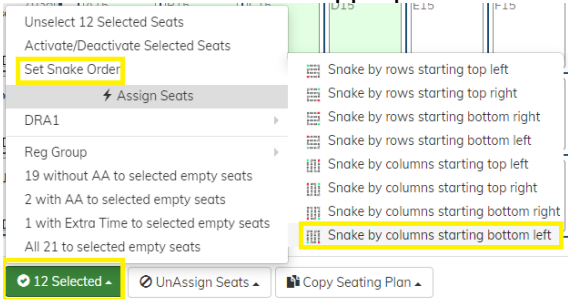 D15 E15 F15
Unselect 12 Selected Seats
Activate/Deactivate Selected Seats
Set Snake Order
Assign Seats
DRA1
Reg Group
19 without AA to selected empty seats
2 with AA to selected empty seats
1 with Extra Time to selected empty seats
All 21 to selected empty seats
Snake by rows starting top left
Snake by rows starting top right
Snake by rows starting bottom right
Snake by rows starting bottom left
Snake by columns starting top left
Snake by columns starting top right
Snake by columns starting bottom right
Snake by columns starting bottom left
12 Selected
UnAssign Seats
Copy Seating Plan